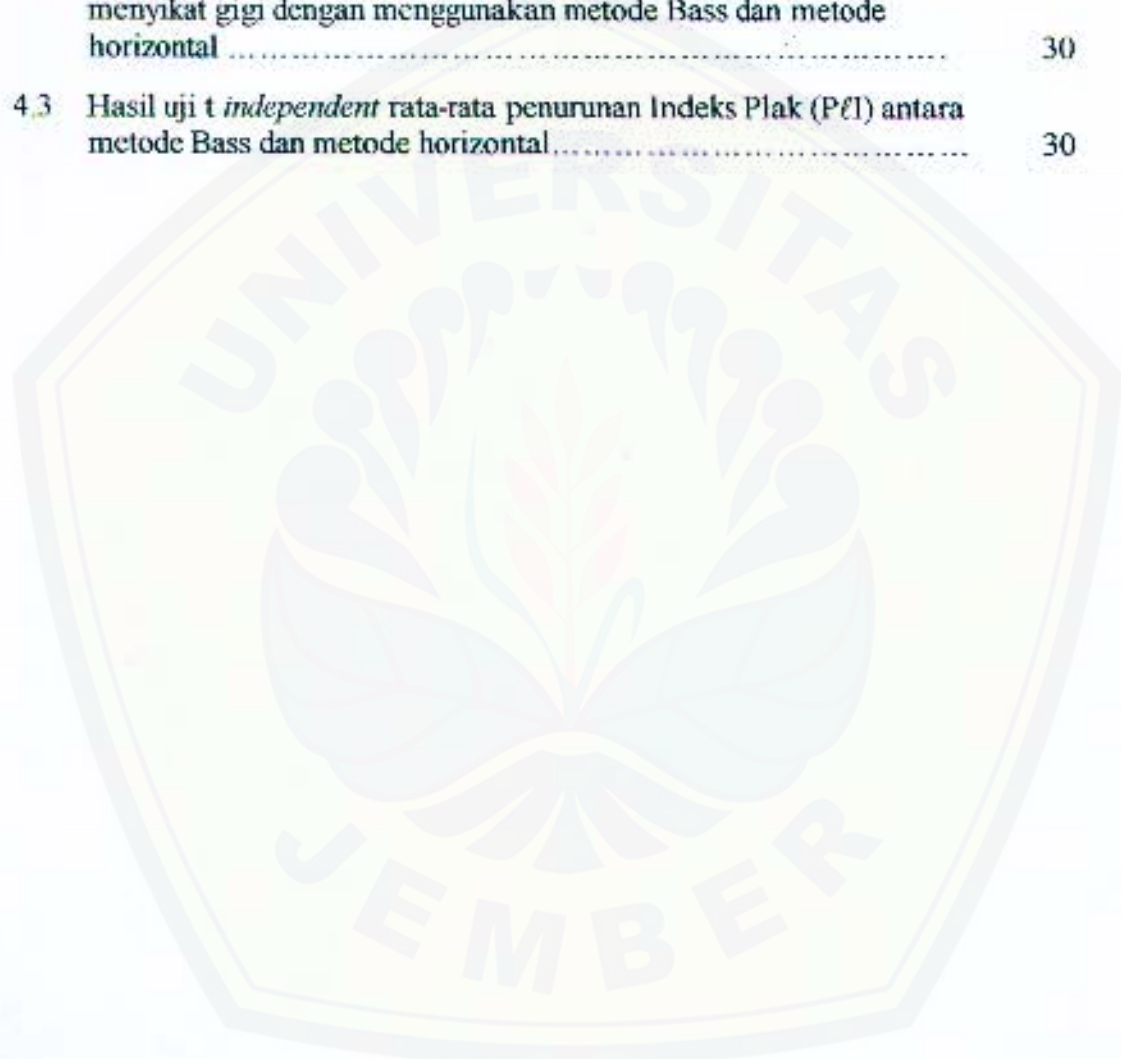 menyikat gigi dengan menggunakan metode Bass dan metode
horizontal ........................................................................ 30
4.3 Hasil uji t independent rata-rata penurunan Indeks Plak (PℓI) antara
metode Bass dan metode horizontal.......................................... 30
UNIVERSITAS
JEMBER